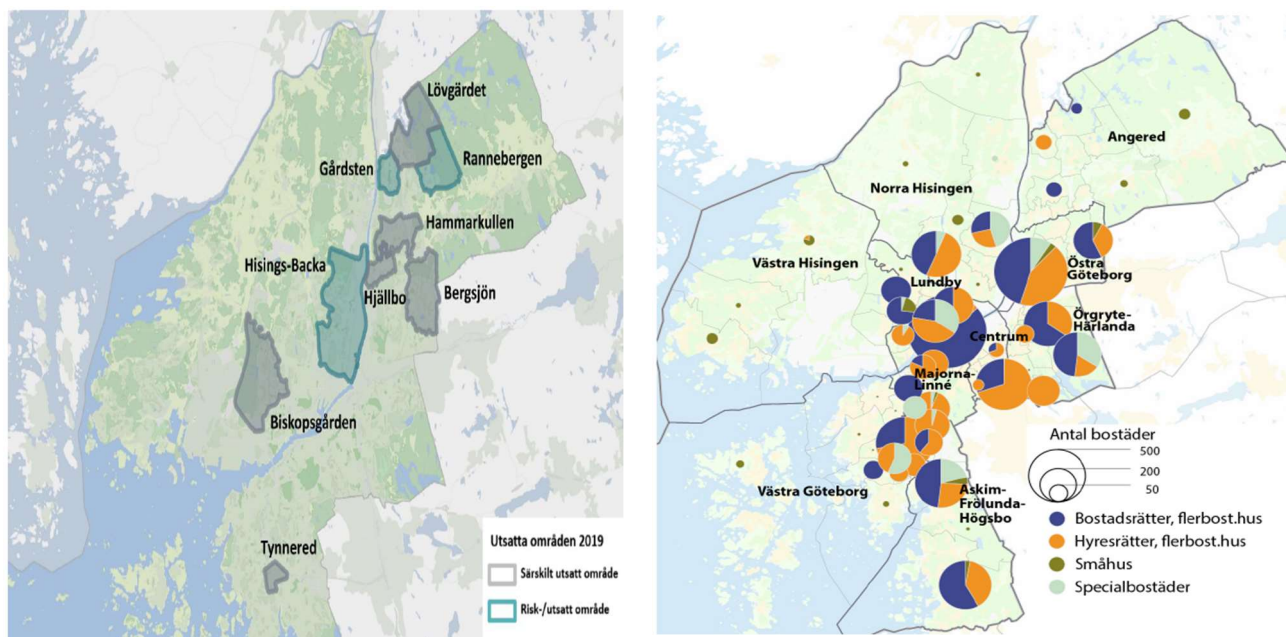 Lövgärdet
Gårdsten
Rannebergen
Hammarkullen
Hisings-Backa
Hjällbo
Bergsjön
Biskopsgården
Tynnered
Utsatta områden 2019
Särskilt utsatt område
Risk-/utsatt område
Angered
Norra Hisingen
Västra Hisingen
Östra
Göteborg
Lundby
Örgryte-
Härlanda
Centrum
Majorna-
Linné
Västra Göteborg
Askim-
Frölunda-
Högsbo
Antal bostäder
500
200
50
Bostadsrätter, flerbost.hus
Hyresrätter, flerbost.hus
Småhus
Specialbostäder